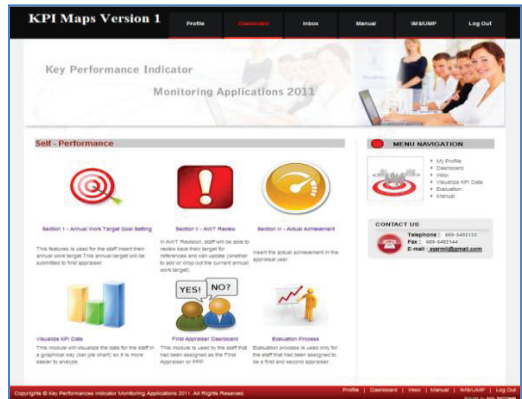 KPI Maps Version 1
Profile
Dashboard
Inbox
Manual
IMS/UMP
Log Out
Key Performance Indicator
Monitoring Applications 2011
Self - Performance
Section 1 - Annual Work Target Goal Setting
This features is used for the staff insert their
annual work target This annual target will be
submitted to first appraiser
Section II - AWT Review
In AWT Revision, staff will be able to
review back their target for
references and can update (whether
to add or drop out the current annual
work target)
Section III - Actual Achievement
Insert the actual achievement in the
appraisal year.
Visualize KPI Data
This module will visualize the data for the staff in
a graphical way (bar pie chart) so it is more
easier to analyze
YES!
NO?
First Appraiser Dashboard
This module is used by the staff that
had been assigned as the First
Appraiser or PPP
Evaluation Process
Evaluation process is used only for
the staff that had been assigned to
be a first and second appraiser.
MENU NAVIGATION
My Profile
Dashboard
Inbox
Visualize KPI Data
Evaluation
Manual
CONTACT US
Telephone : 609-5492133
Fax : 609-5492144
E-mail :
Copyrights © Key Performances Indicator Monitoring Applications 2011. All Rights Reserved.
Profile | Dashboard | Inbox | Manual | IMS/UMP | Log Out